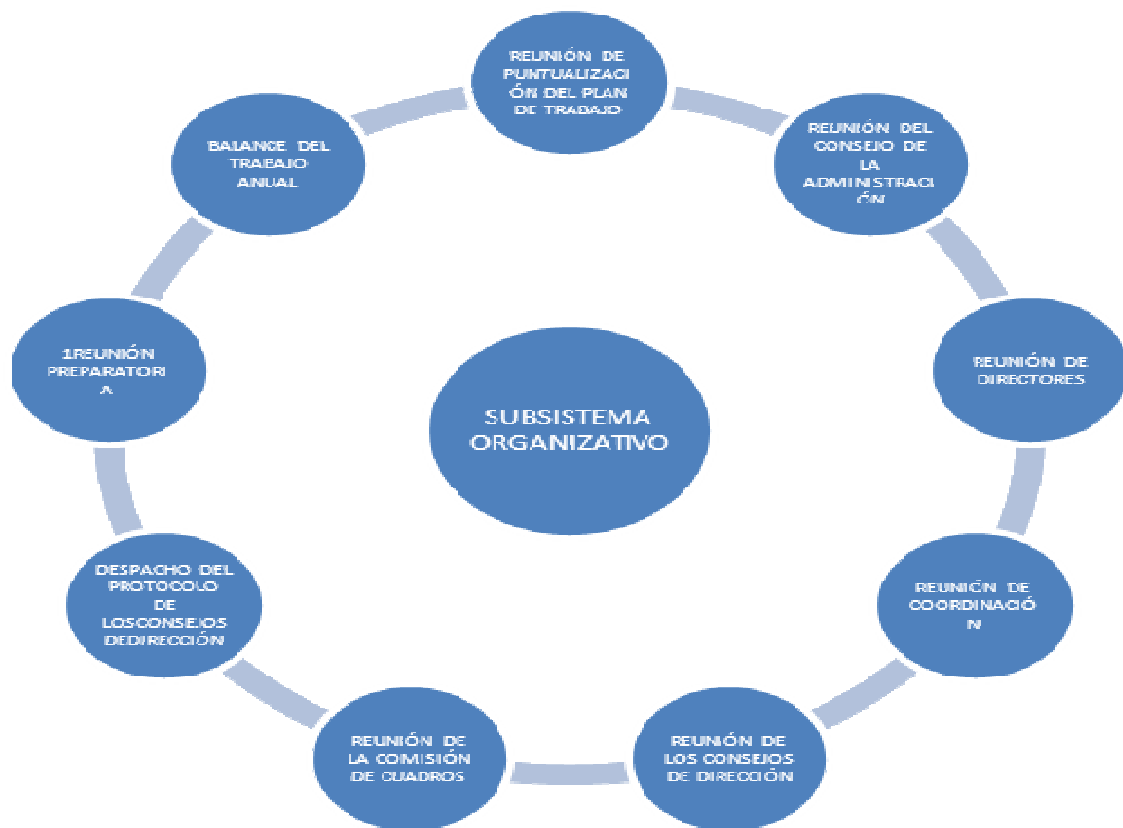 REUNIÓN DE
PUNTUALIZACI
ÓN DEL PLAN
DE TRABAJO
REUNIÓN DEL
CONSEJO DE
LA
ADMINISTRACI
ÓN
REUNIÓN DE
DIRECTORES
REUNIÓN DE
COORDINACIÓ
N
REUNIÓN DE
LOS CONSEJOS
DE DIRECCIÓN
REUNIÓN DE
LA COMISIÓN
DE CUADROS
DESPACHO DEL
PROTOCOLO
DE
LOSCONSEJOS
DEDIRECCIÓN
1REUNIÓN
PREPARATORI
A
BALANCE DEL
TRABAJO
ANUAL
SUBSISTEMA
ORGANIZATIVO